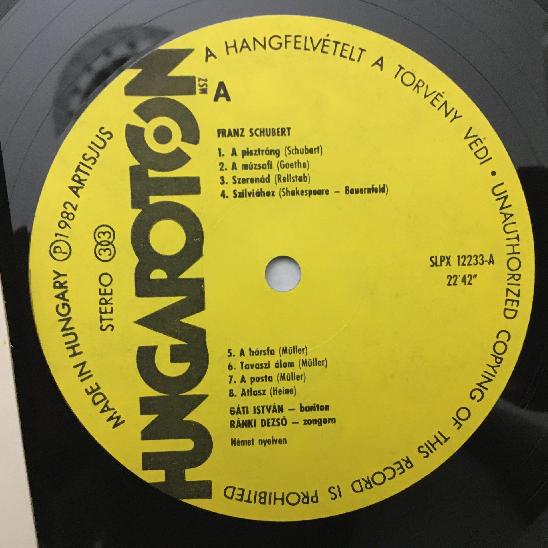 A HANGFELVÉTELT A TÖRVÉNY VÉDI • UNAUTHORIZED COPYING OF THIS RECORD IS PROHIBITED
MADE IN HUNGARY Ⓟ 1982 ARTISJUS
STEREO 33
HUNGAROTON
MSZ
A
FRANZ SCHUBERT
1. A pisztráng (Schubart)
2. A múzsafi (Goethe)
3. Szerenád (Rellstab)
4. Szilviához (Shakespeare – Bauernfeld)
SLPX 12233-A
22'42"
5. A hársfa (Müller)
6. Tavaszi álom (Müller)
7. A posta (Müller)
8. Atlasz (Heine)
GÁTI ISTVÁN – bariton
RÁNKI DEZSŐ – zongora
Német nyelven